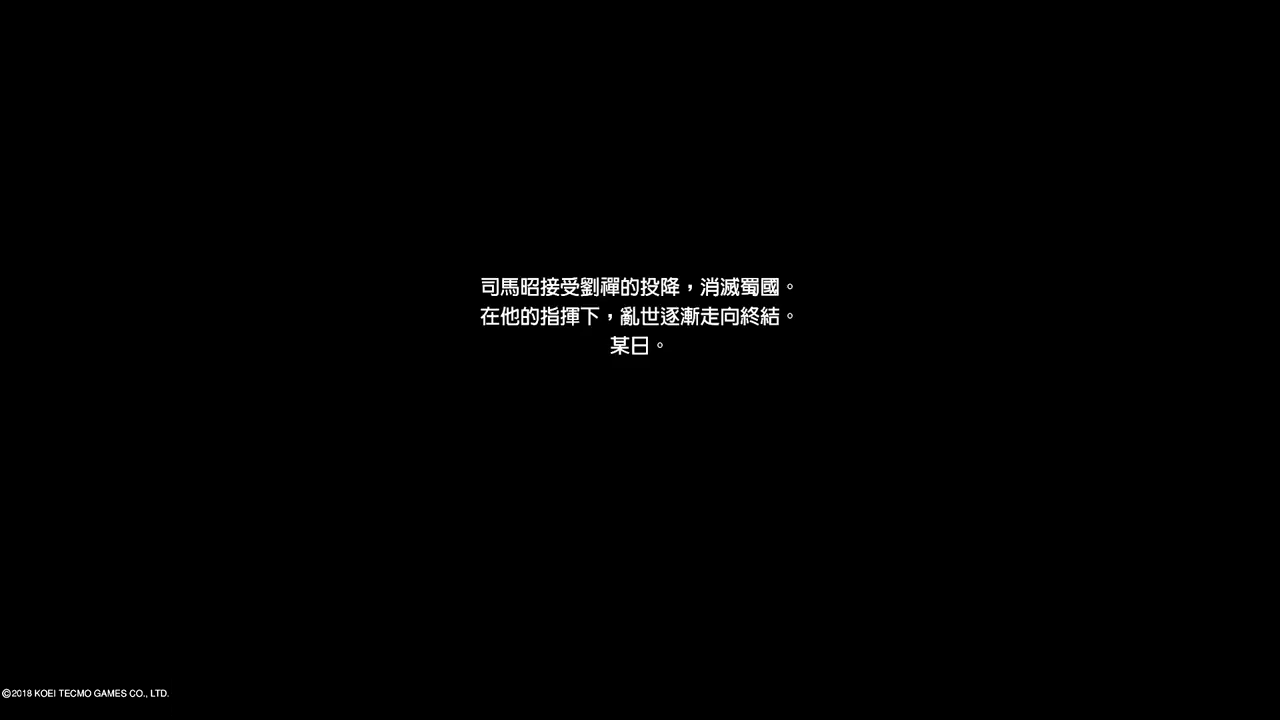 司馬昭接受劉禪的投降，消滅蜀國。
在他的指揮下，亂世逐漸走向終結。
某日。
©2018 KOEI TECMO GAMES CO., LTD.